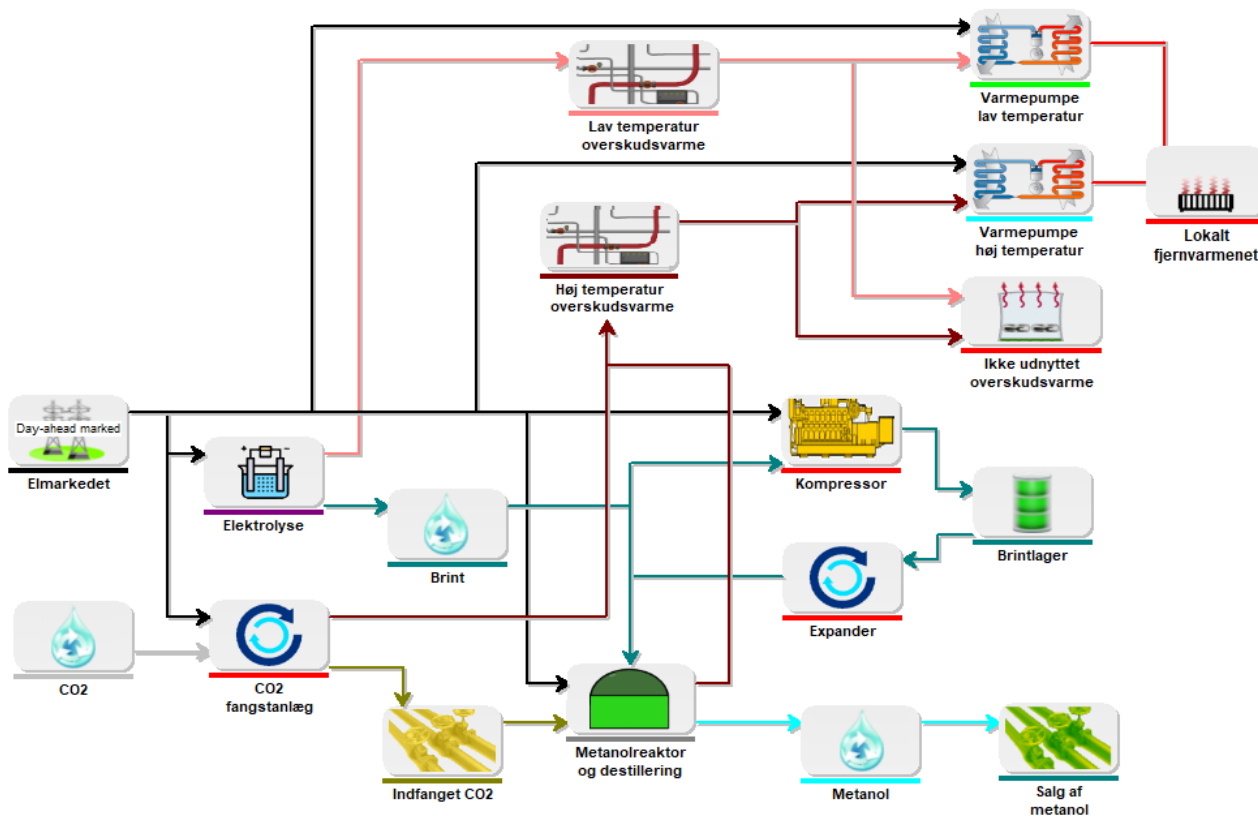 Varmepumpe
lav temperatur
Lav temperatur
overskudsvarme
Varmepumpe
høj temperatur
Lokalt
fjernvarmenet
Høj temperatur
overskudsvarme
Ikke udnyttet
overskudsvarme
Day-ahead marked
Elmarkedet
Elektrolyse
Kompressor
Brint
Brintlager
Expander
CO2
CO2
fangstanlæg
Metanolreaktor
og destillering
Indfanget CO2
Metanol
Salg af
metanol